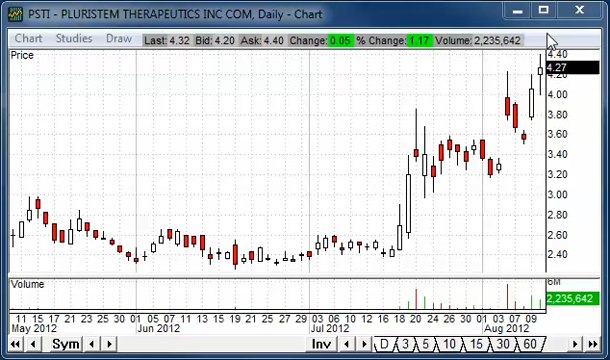 PSTI - PLURISTEM THERAPEUTICS INC COM, Daily - Chart
Chart Studies Draw Last: 4.32 Bid: 4.20 Ask: 4.40 Change: 0.05 % Change: 1.17 Volume: 2,235,642
Price
4.40
4.27
4.20
4.00
3.80
3.60
3.40
3.20
3.00
2.80
2.60
2.40
Volume
6M
2,235,642
11 15 17 21 23 25 30 01 05 07 11 13 15 19 21 25 27 29 03 06 10 12 16 18 20 24 26 30 01 03 07 09
May 2012 Jun 2012 Jul 2012 Aug 2012
Sym Inv D 3 5 10 15 30 60